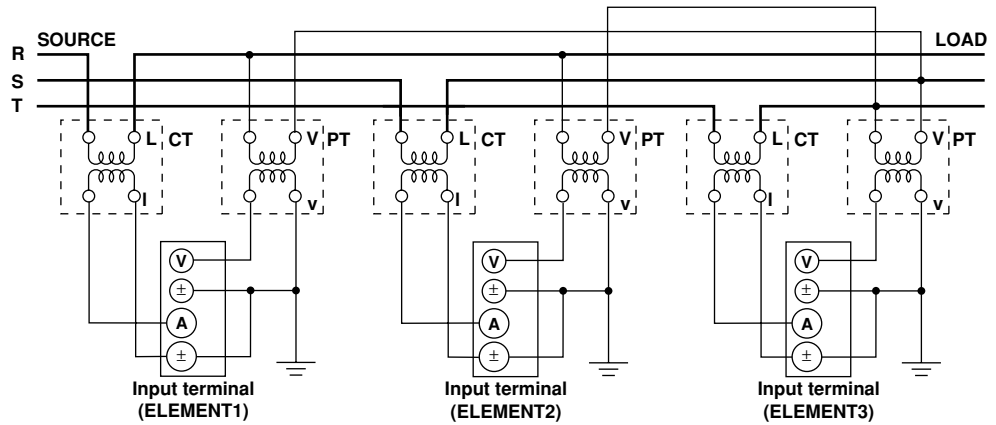 SOURCE LOAD
R
S
T
L CT V PT L CT V PT L CT V PT
l v l v l v
V V V
± ± ±
A A A
± ± ±
Input terminal Input terminal Input terminal
(ELEMENT1) (ELEMENT2) (ELEMENT3)